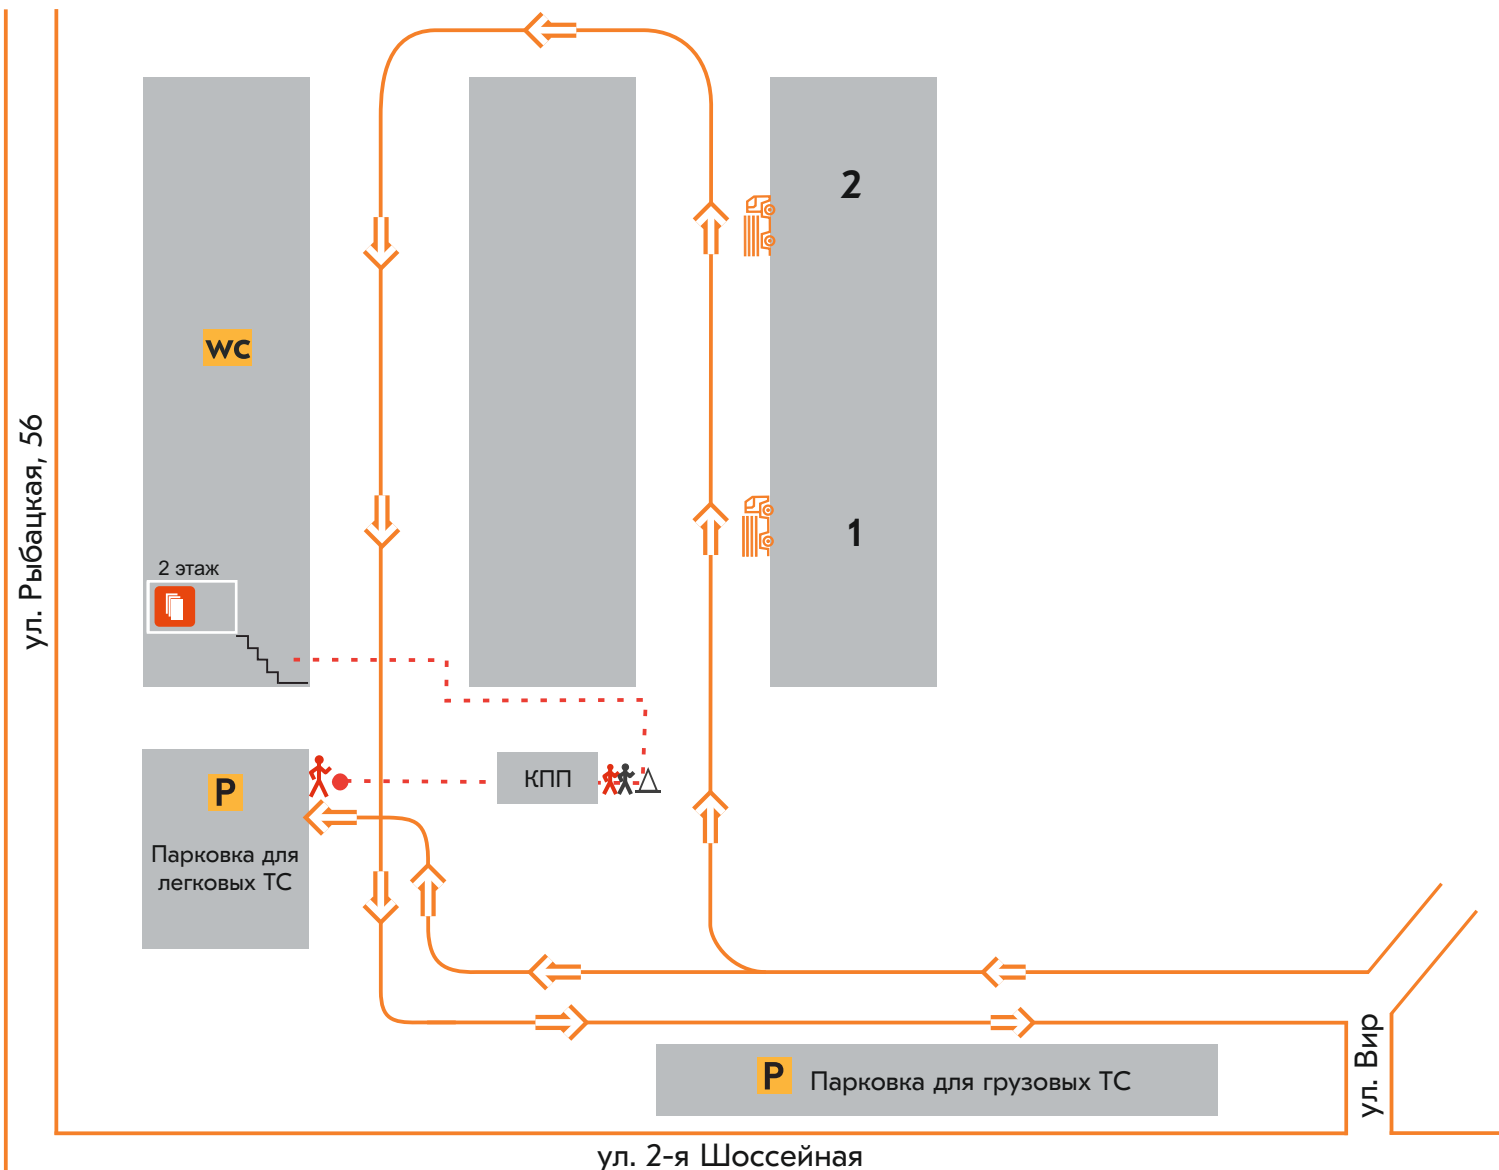 2
WC
ул. Рыбацкая, 56
1
2 этаж
КПП
P
Парковка для
легковых ТС
ул. Вир
P Парковка для грузовых ТС
ул. 2-я Шоссейная